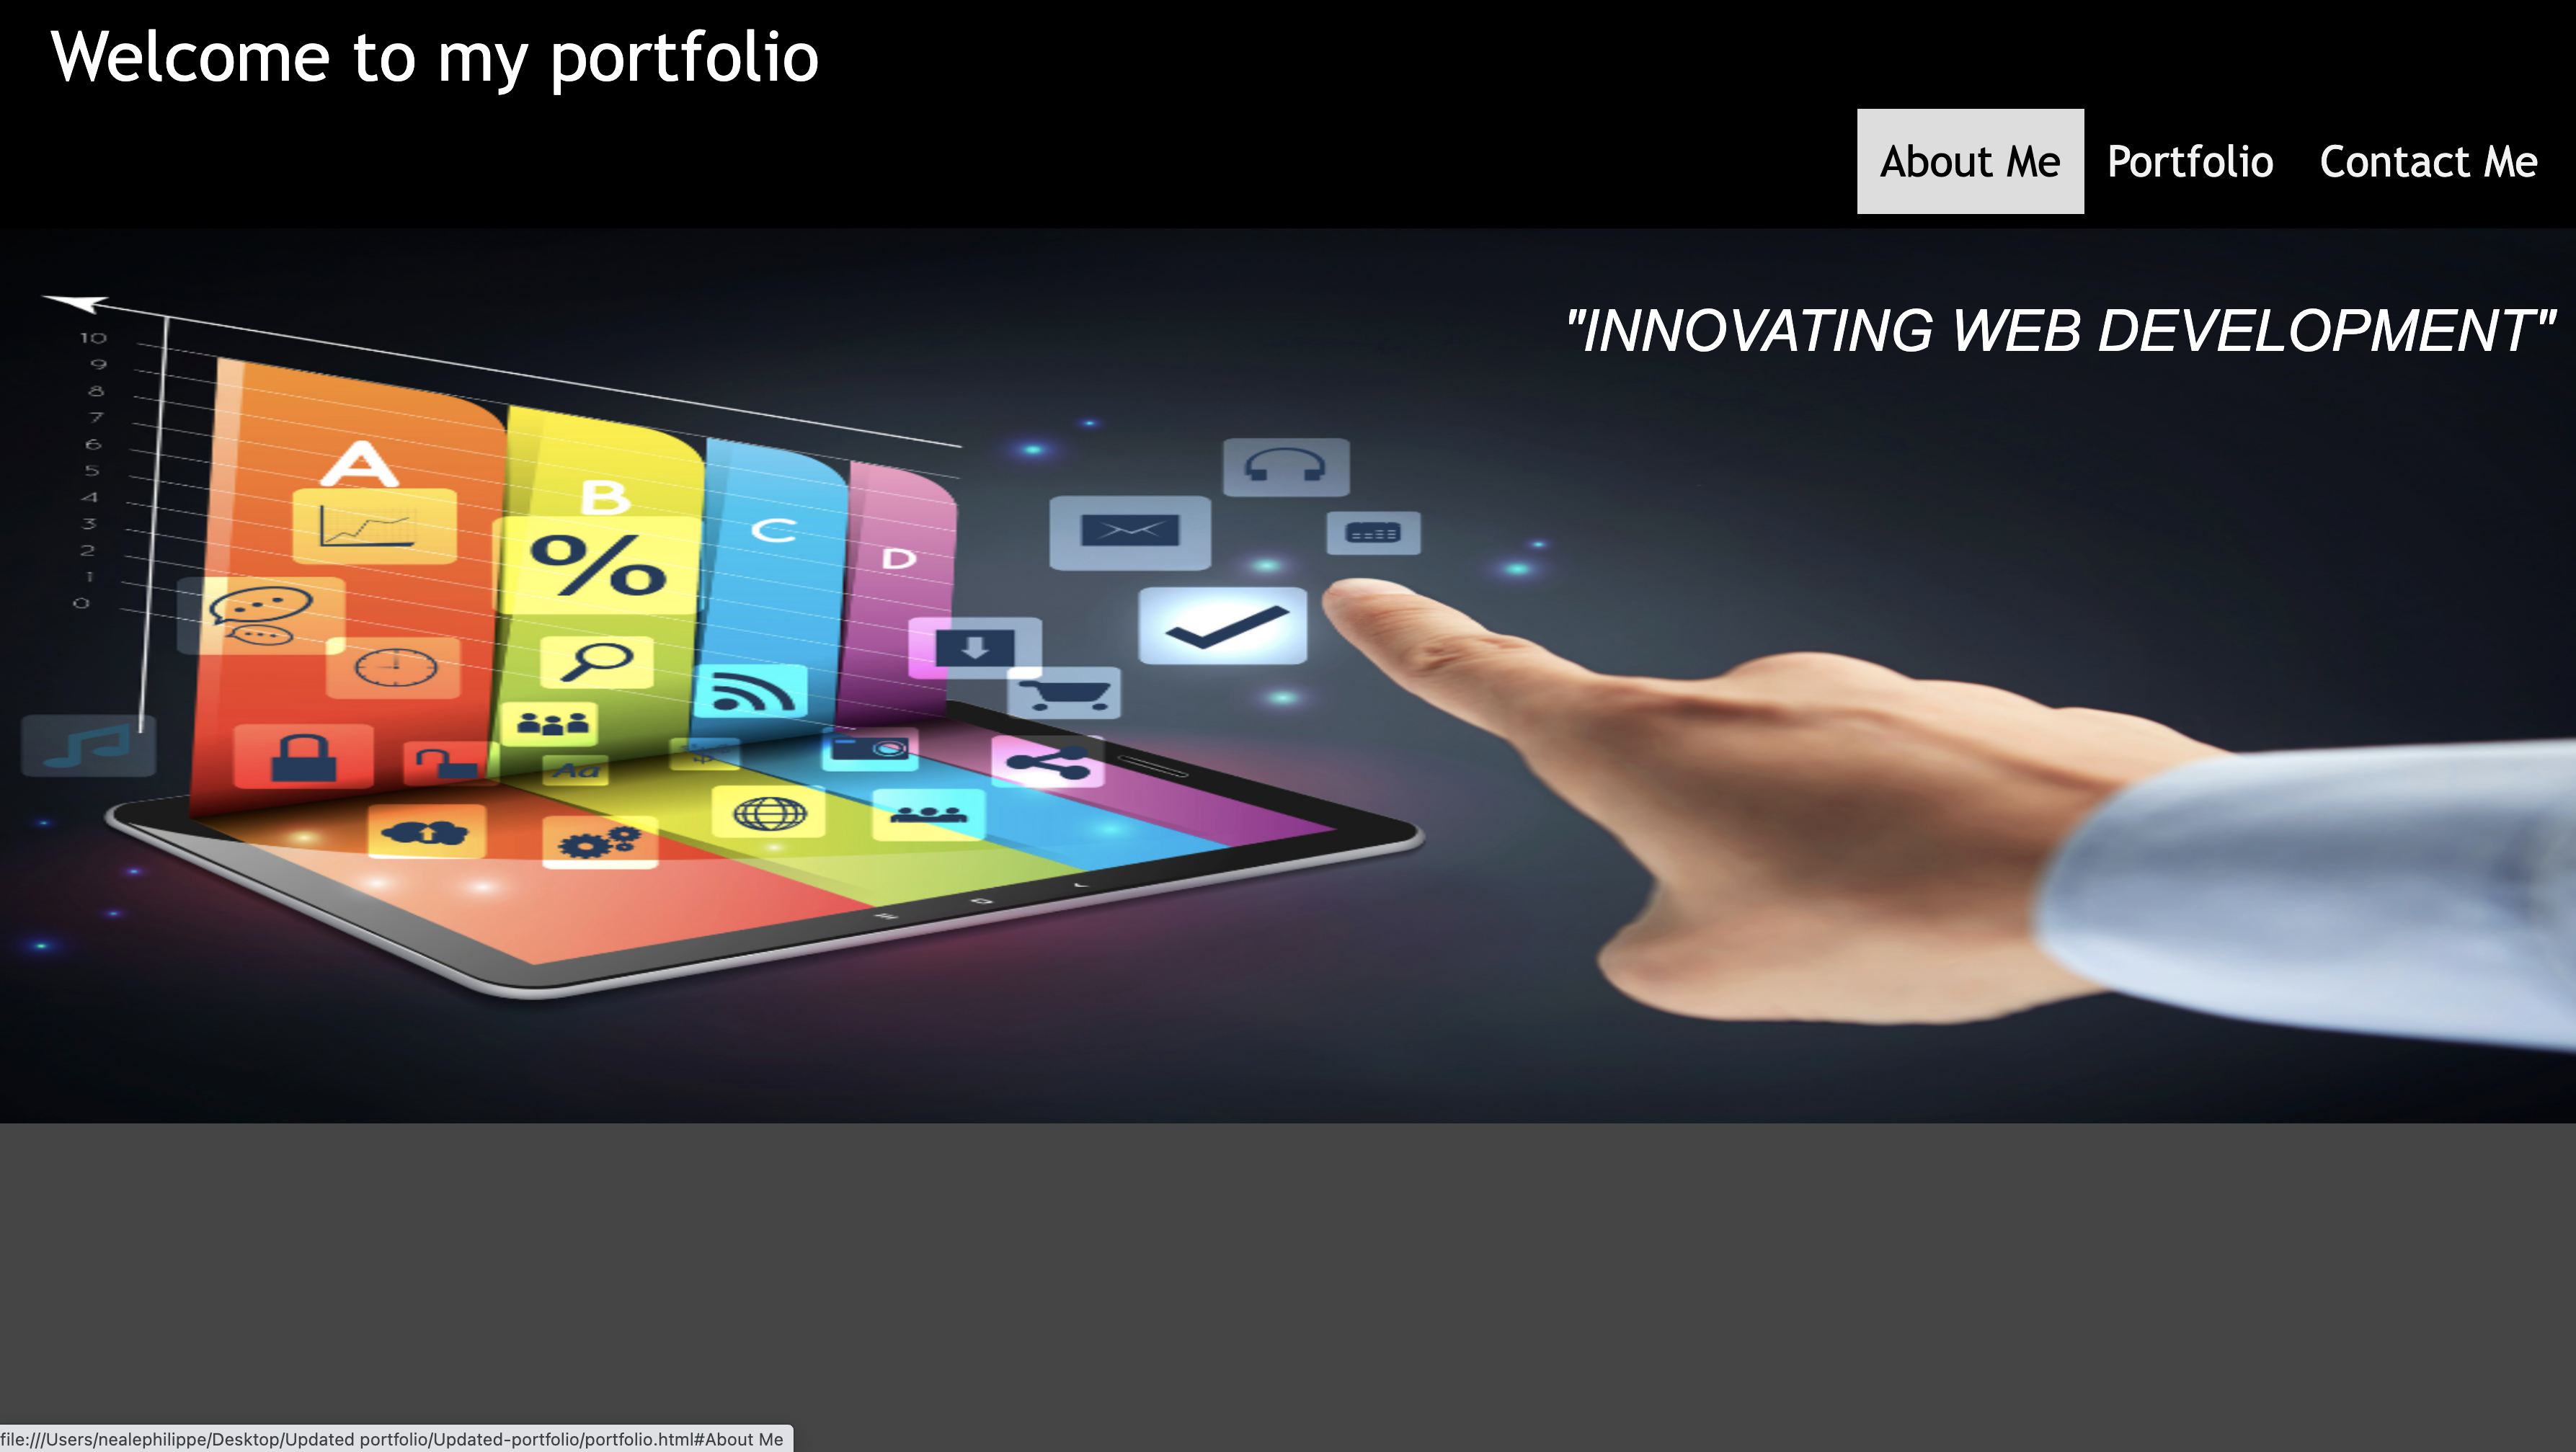 Welcome to my portfolio
About Me Portfolio Contact Me
"INNOVATING WEB DEVELOPMENT"
10
9
8
7
6
5
4
3
2
1
0
A
B
C
D
%
Aa
file:///Users/nealephilippe/Desktop/Updated portfolio/Updated-portfolio/portfolio.html#About Me